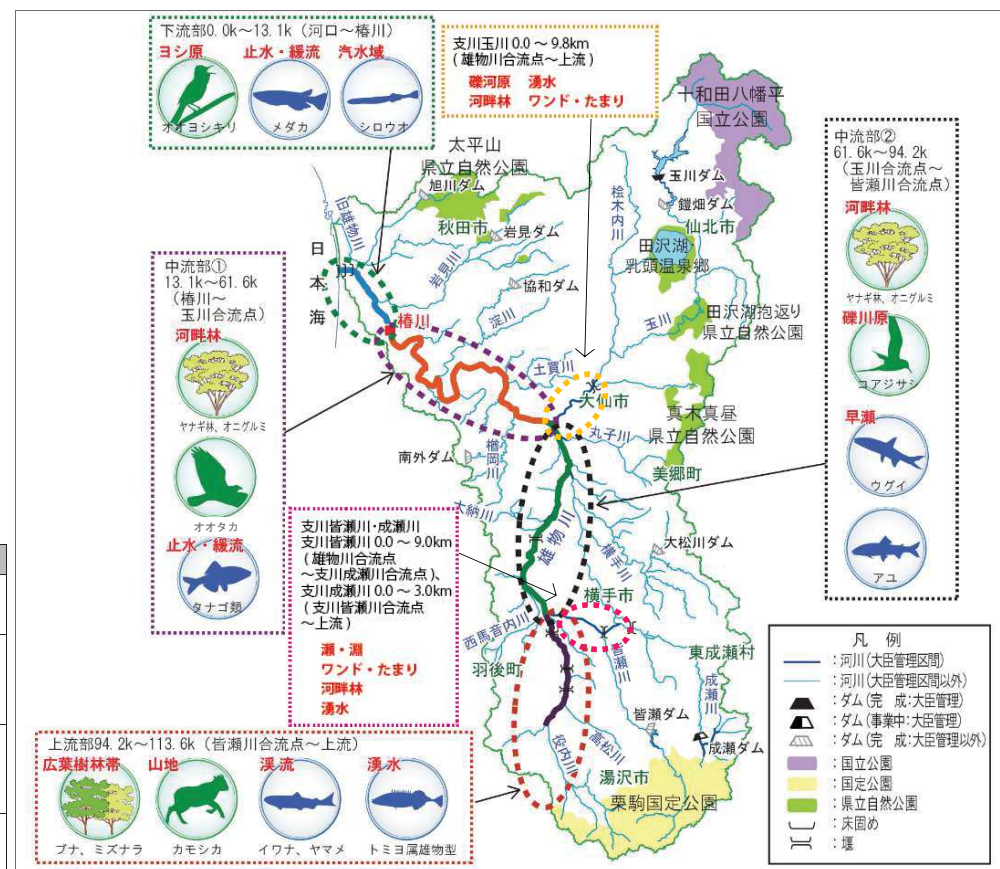 下流部0.0k～13.1k（河口～椿川）
ヨシ原
止水・緩流
汽水域
オオヨシキリ
メダカ
シロウオ
支川玉川 0.0 ～ 9.8km
(雄物川合流点～上流)
礫河原 湧水
河畔林 ワンド・たまり
中流部②
61.6k～94.2k
(玉川合流点～
皆瀬川合流点)
河畔林
ヤナギ林、オニグルミ
礫川原
コアジサシ
早瀬
ウグイ
アユ
中流部①
13.1k～61.6k
(椿川～
玉川合流点)
河畔林
ヤナギ林、オニグルミ
オオタカ
止水・緩流
タナゴ類
支川皆瀬川・成瀬川
支川皆瀬川 0.0 ～ 9.0km
(雄物川合流点
～支川成瀬川合流点)、
支川成瀬川 0.0 ～ 3.0km
(支川皆瀬川合流点
～上流)
瀬・淵
ワンド・たまり
河畔林
湧水
上流部94.2k～113.6k（皆瀬川合流点～上流）
広葉樹林帯
山地
渓流
湧水
ブナ、ミズナラ
カモシカ
イワナ、ヤマメ
トミヨ属雄物型
十和田八幡平
国立公園
太平山
県立自然公園
旭川ダム
秋田市
岩見ダム
協和ダム
旧雄物川
日本海
岩見川
淀川
椿川
玉川ダム
鎧畑ダム
仙北市
桧木内川
田沢湖・
乳頭温泉郷
田沢湖抱返り
県立自然公園
玉川
土買川
大仙市
丸子川
真木真昼
県立自然公園
美郷町
南外ダム
楢岡川
大納川
雄物川
横手川
大松川ダム
横手市
西馬音内川
羽後町
皆瀬川
東成瀬村
成瀬川
皆瀬ダム
成瀬ダム
役内川
高松川
湯沢市
栗駒国定公園
凡 例
：河川(大臣管理区間)
：河川(大臣管理区間以外)
：ダム(完 成：大臣管理)
：ダム(事業中：大臣管理)
：ダム(完 成：大臣管理以外)
：国立公園
：国定公園
：県立自然公園
：床固め
：堰